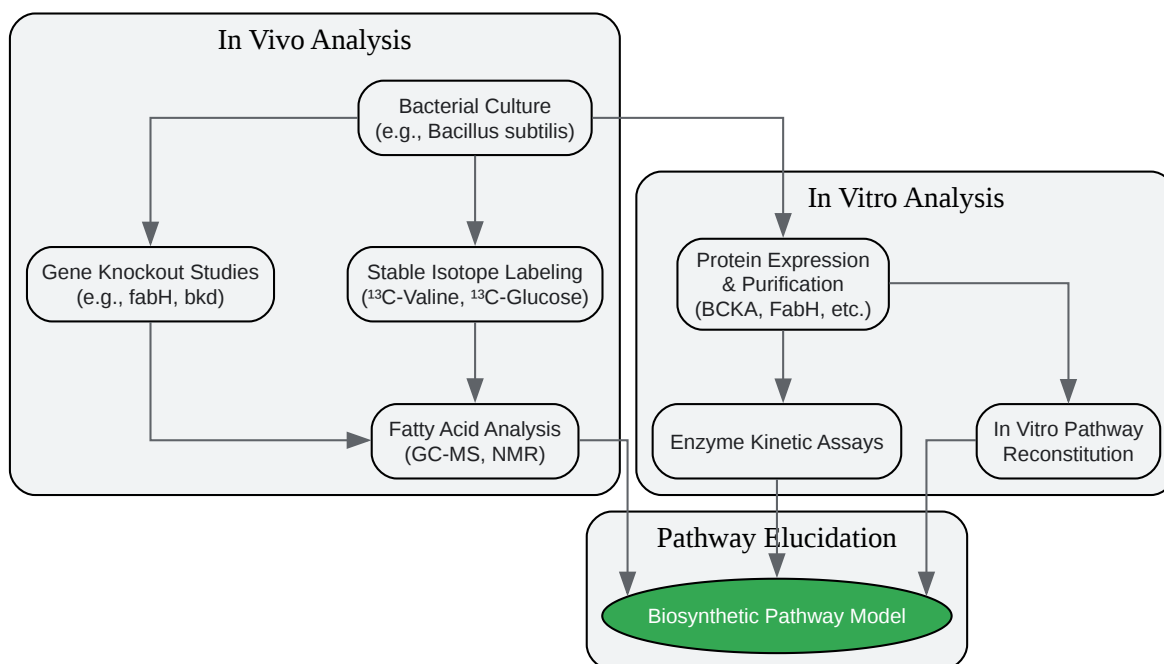 In Vivo Analysis
Bacterial Culture
(e.g., Bacillus subtilis)
Gene Knockout Studies
(e.g., fabH, bkd)
Stable Isotope Labeling
(¹³C-Valine, ¹³C-Glucose)
Fatty Acid Analysis
(GC-MS, NMR)
In Vitro Analysis
Protein Expression
& Purification
(BCKA, FabH, etc.)
Enzyme Kinetic Assays
In Vitro Pathway
Reconstitution
Pathway Elucidation
Biosynthetic Pathway Model